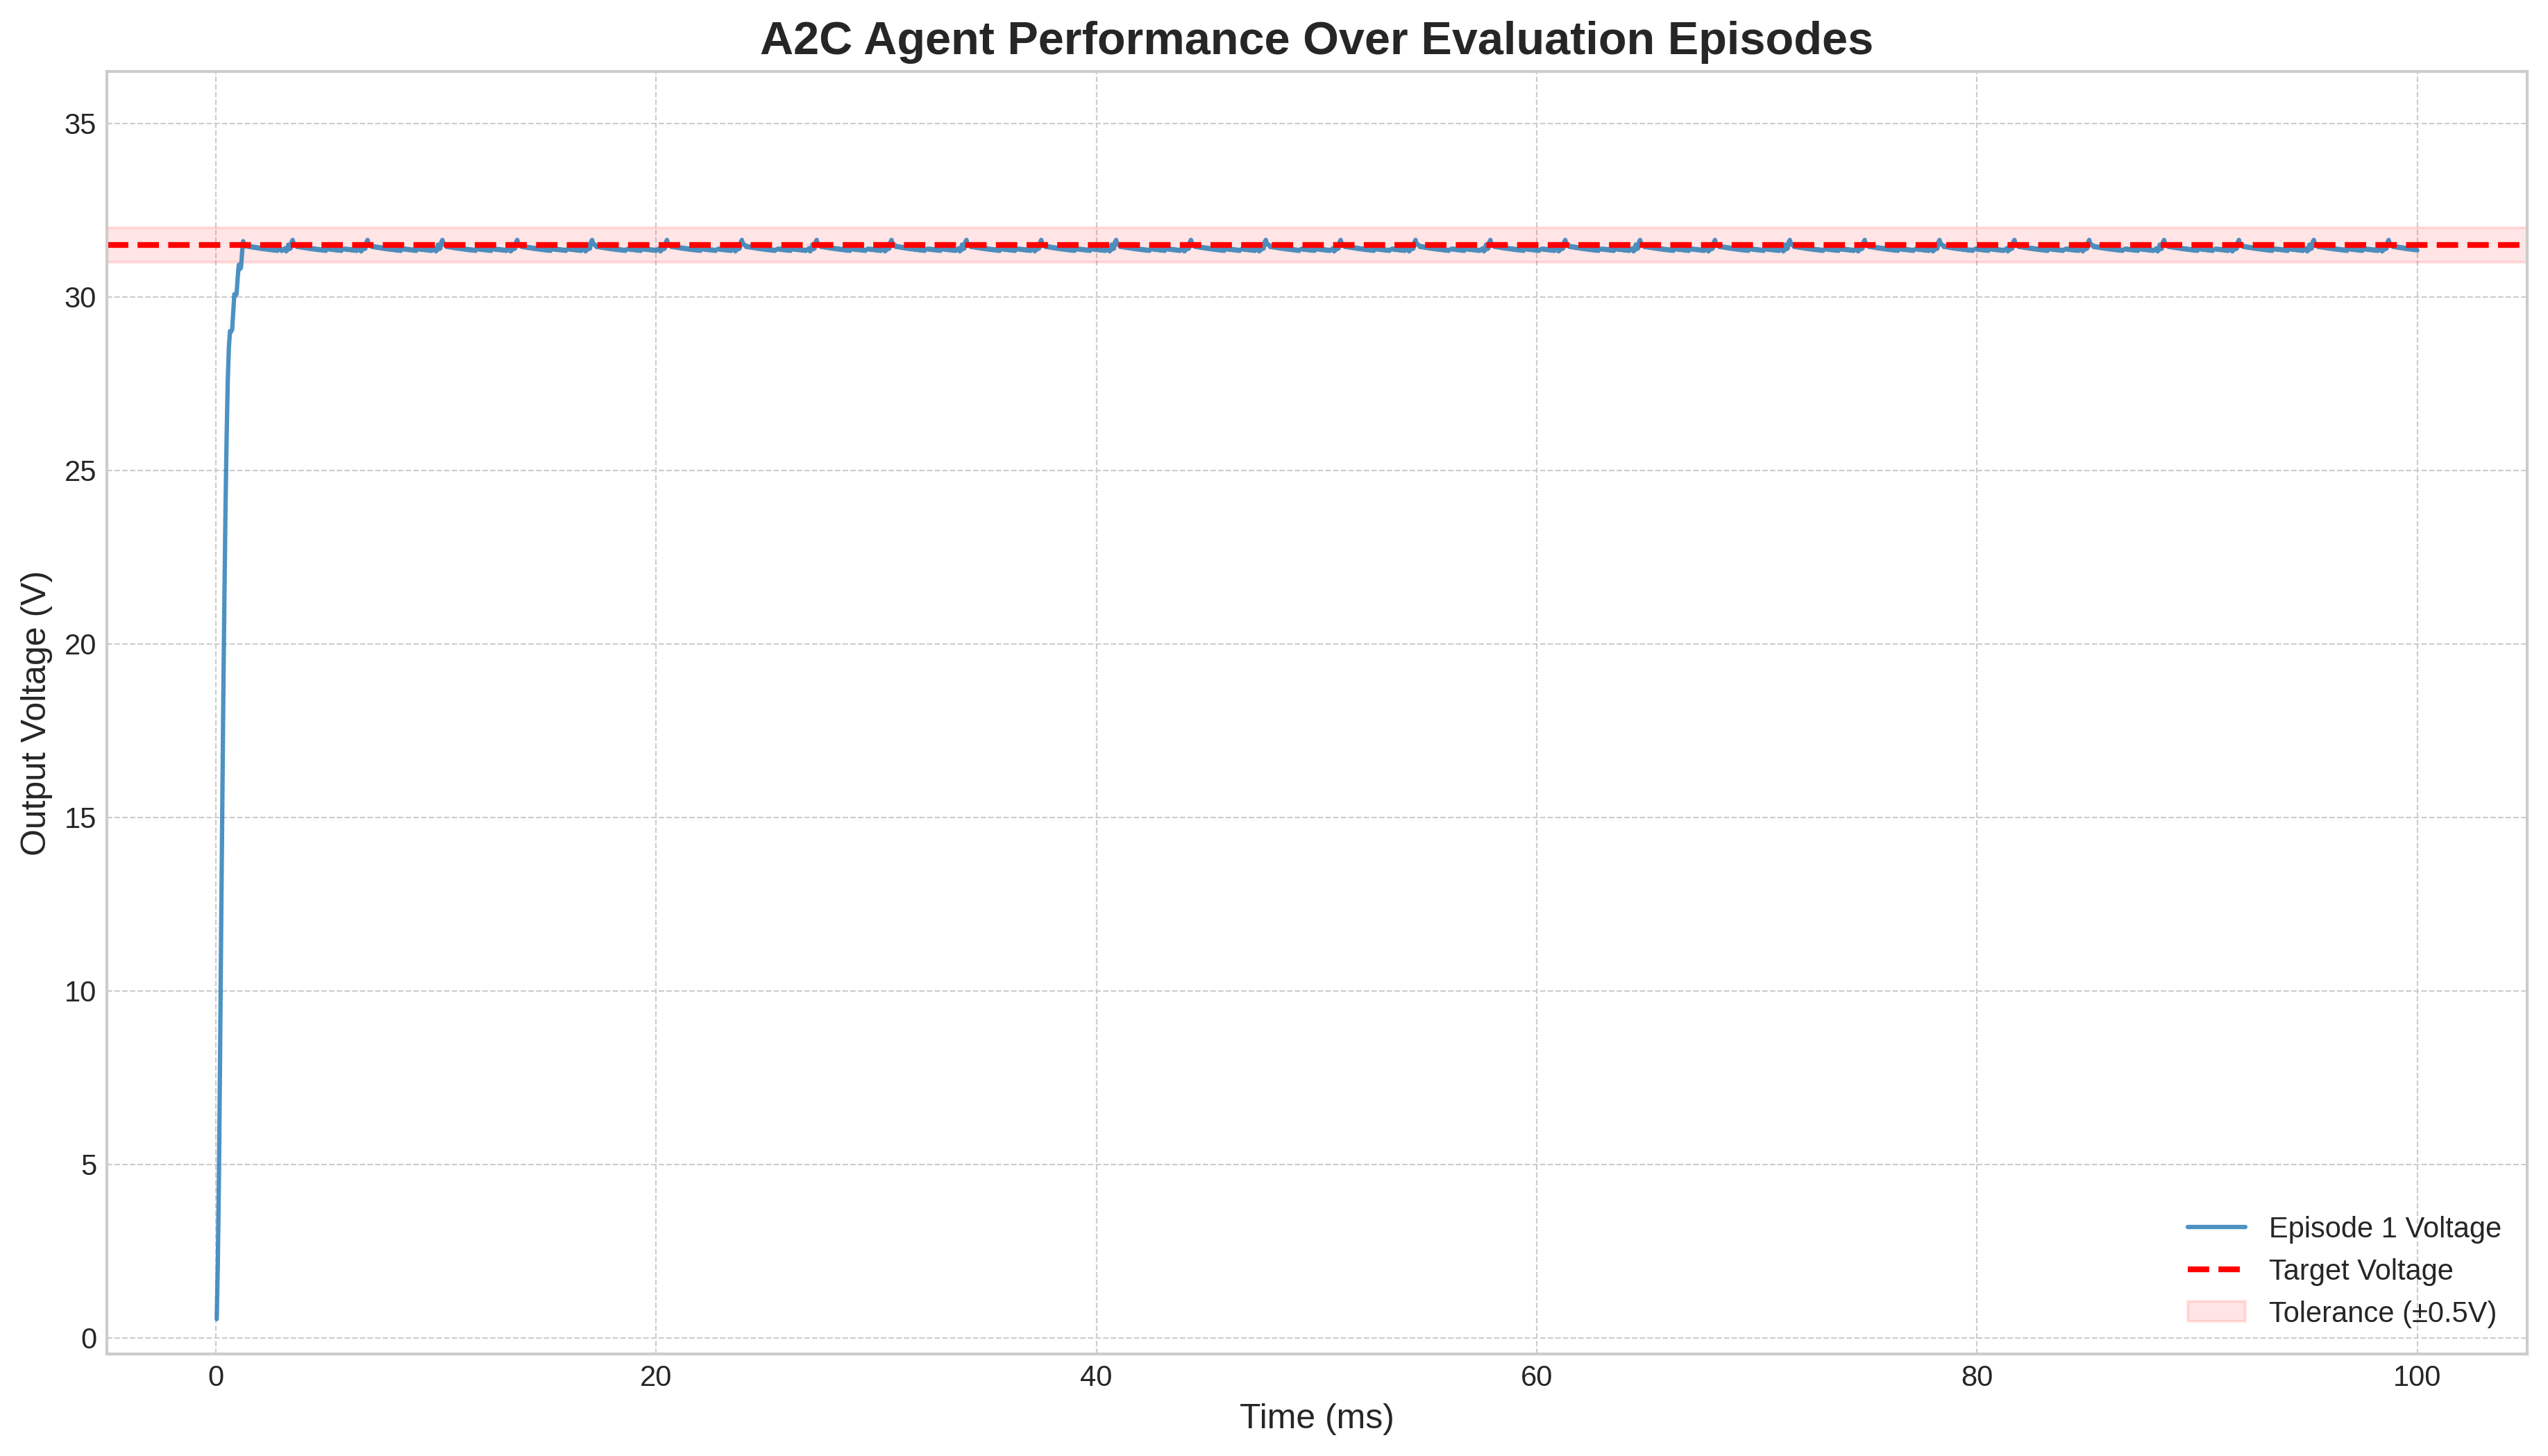 A2C Agent Performance Over Evaluation Episodes
Output Voltage (V)
35
30
25
20
15
10
5
0
0 20 40 60 80 100
Time (ms)
Episode 1 Voltage
Target Voltage
Tolerance (±0.5V)